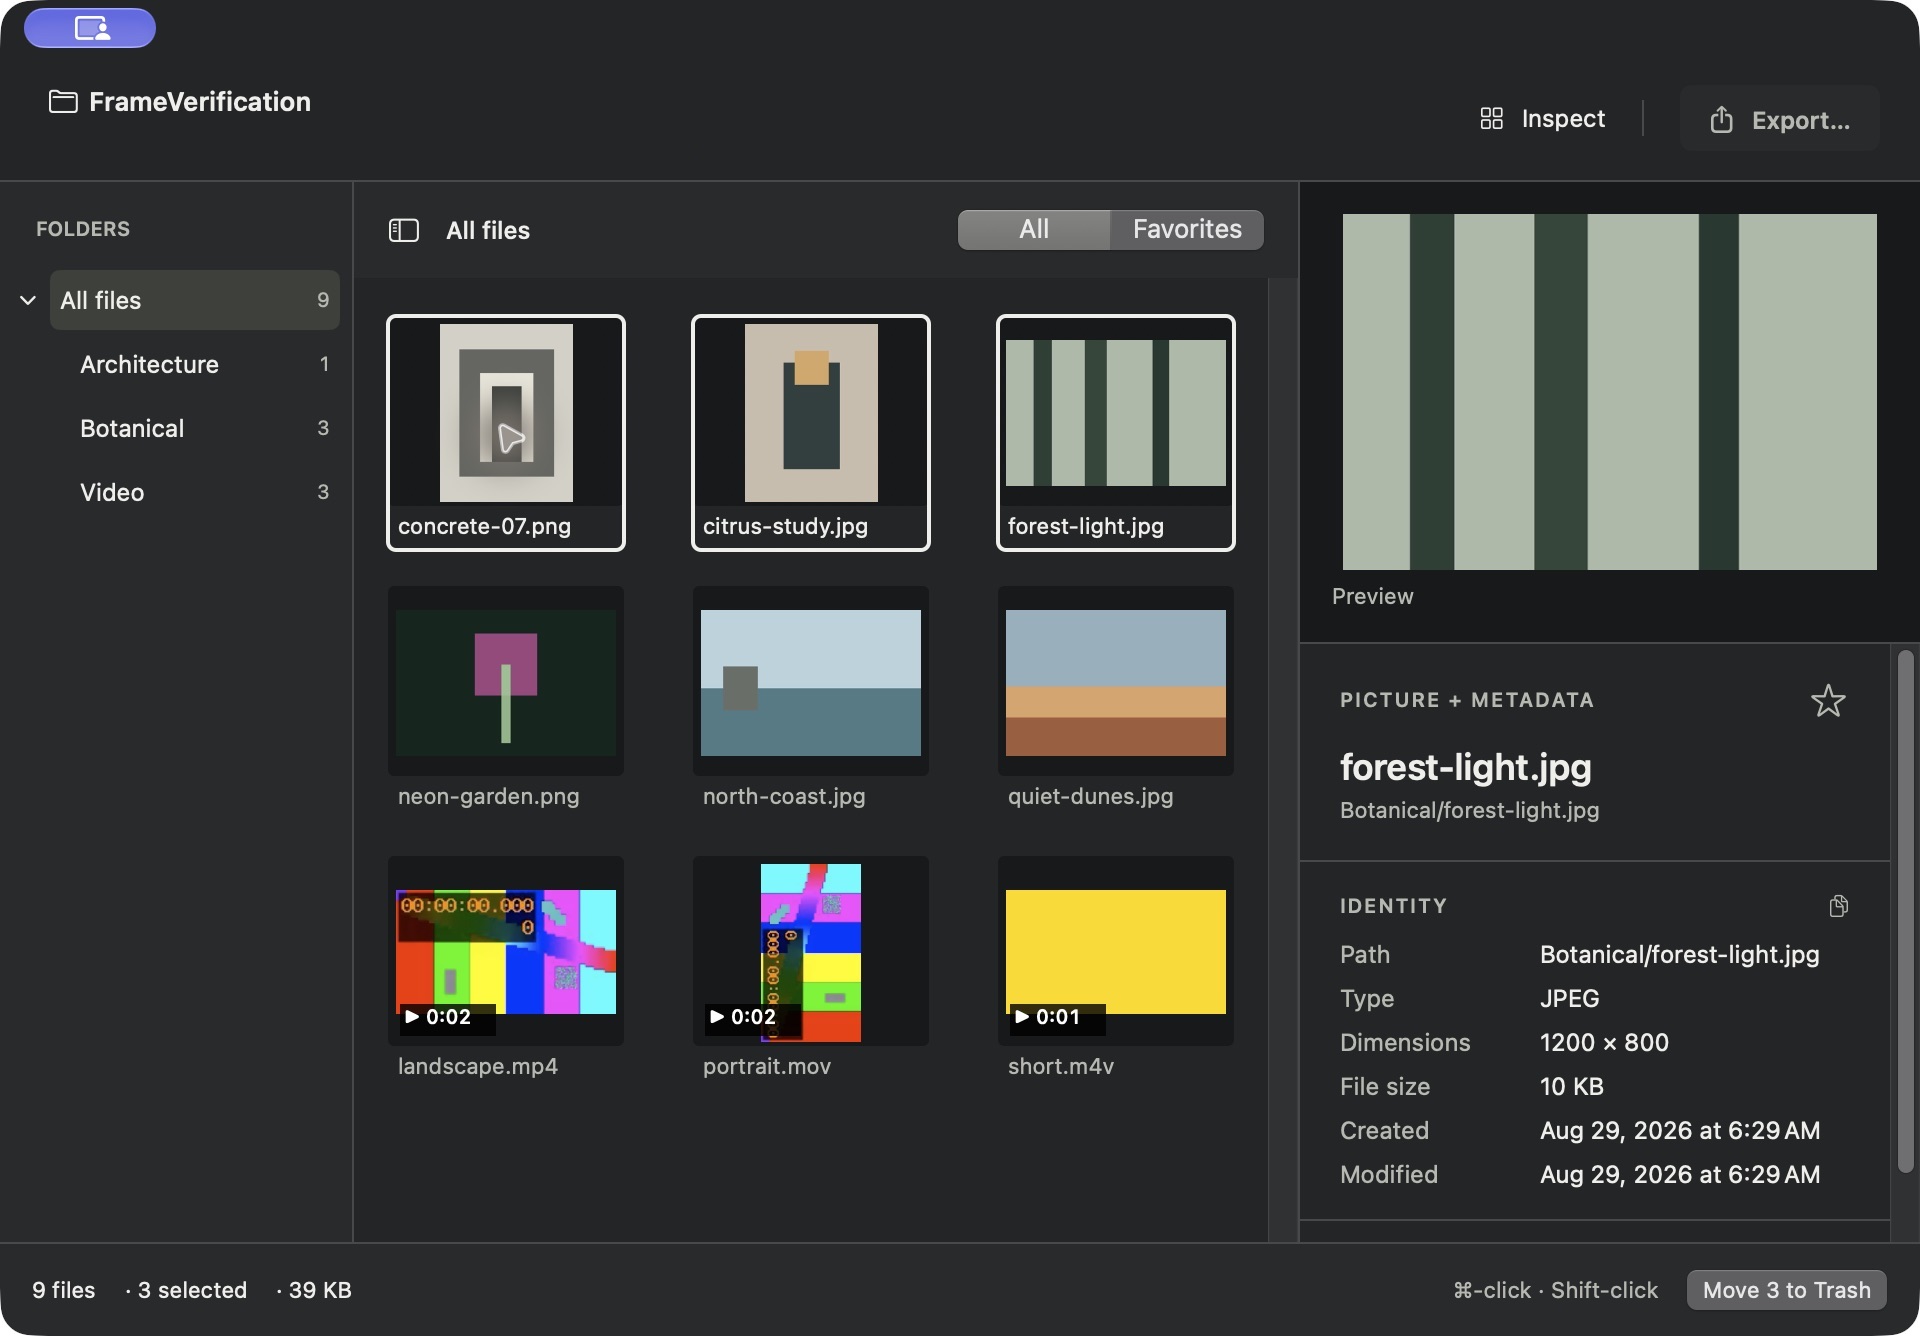 FrameVerification
Inspect
Export...
FOLDERS
All files 9
Architecture 1
Botanical 3
Video 3
All files
All Favorites
concrete-07.png
citrus-study.jpg
forest-light.jpg
neon-garden.png
north-coast.jpg
quiet-dunes.jpg
00:00:00.000
0
0:02
landscape.mp4
0
0:02
portrait.mov
0:01
short.m4v
Preview
PICTURE + METADATA
forest-light.jpg
Botanical/forest-light.jpg
IDENTITY
Path Botanical/forest-light.jpg
Type JPEG
Dimensions 1200 × 800
File size 10 KB
Created Aug 29, 2026 at 6:29 AM
Modified Aug 29, 2026 at 6:29 AM
9 files · 3 selected · 39 KB
⌘-click · Shift-click
Move 3 to Trash